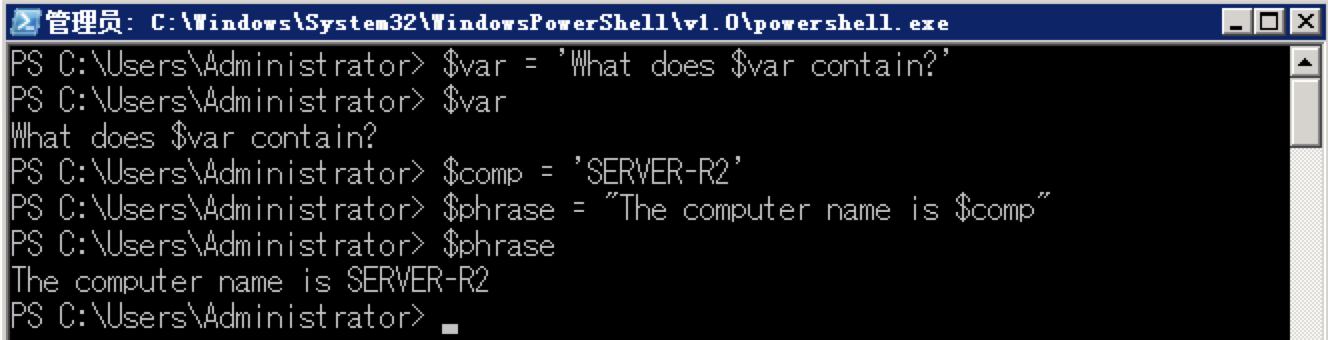 管理员: C:\Windows\System32\WindowsPowerShell\v1.0\powershell.exe
PS C:\Users\Administrator> $var = 'What does $var contain?'
PS C:\Users\Administrator> $var
What does $var contain?
PS C:\Users\Administrator> $comp = 'SERVER-R2'
PS C:\Users\Administrator> $phrase = "The computer name is $comp"
PS C:\Users\Administrator> $phrase
The computer name is SERVER-R2
PS C:\Users\Administrator>